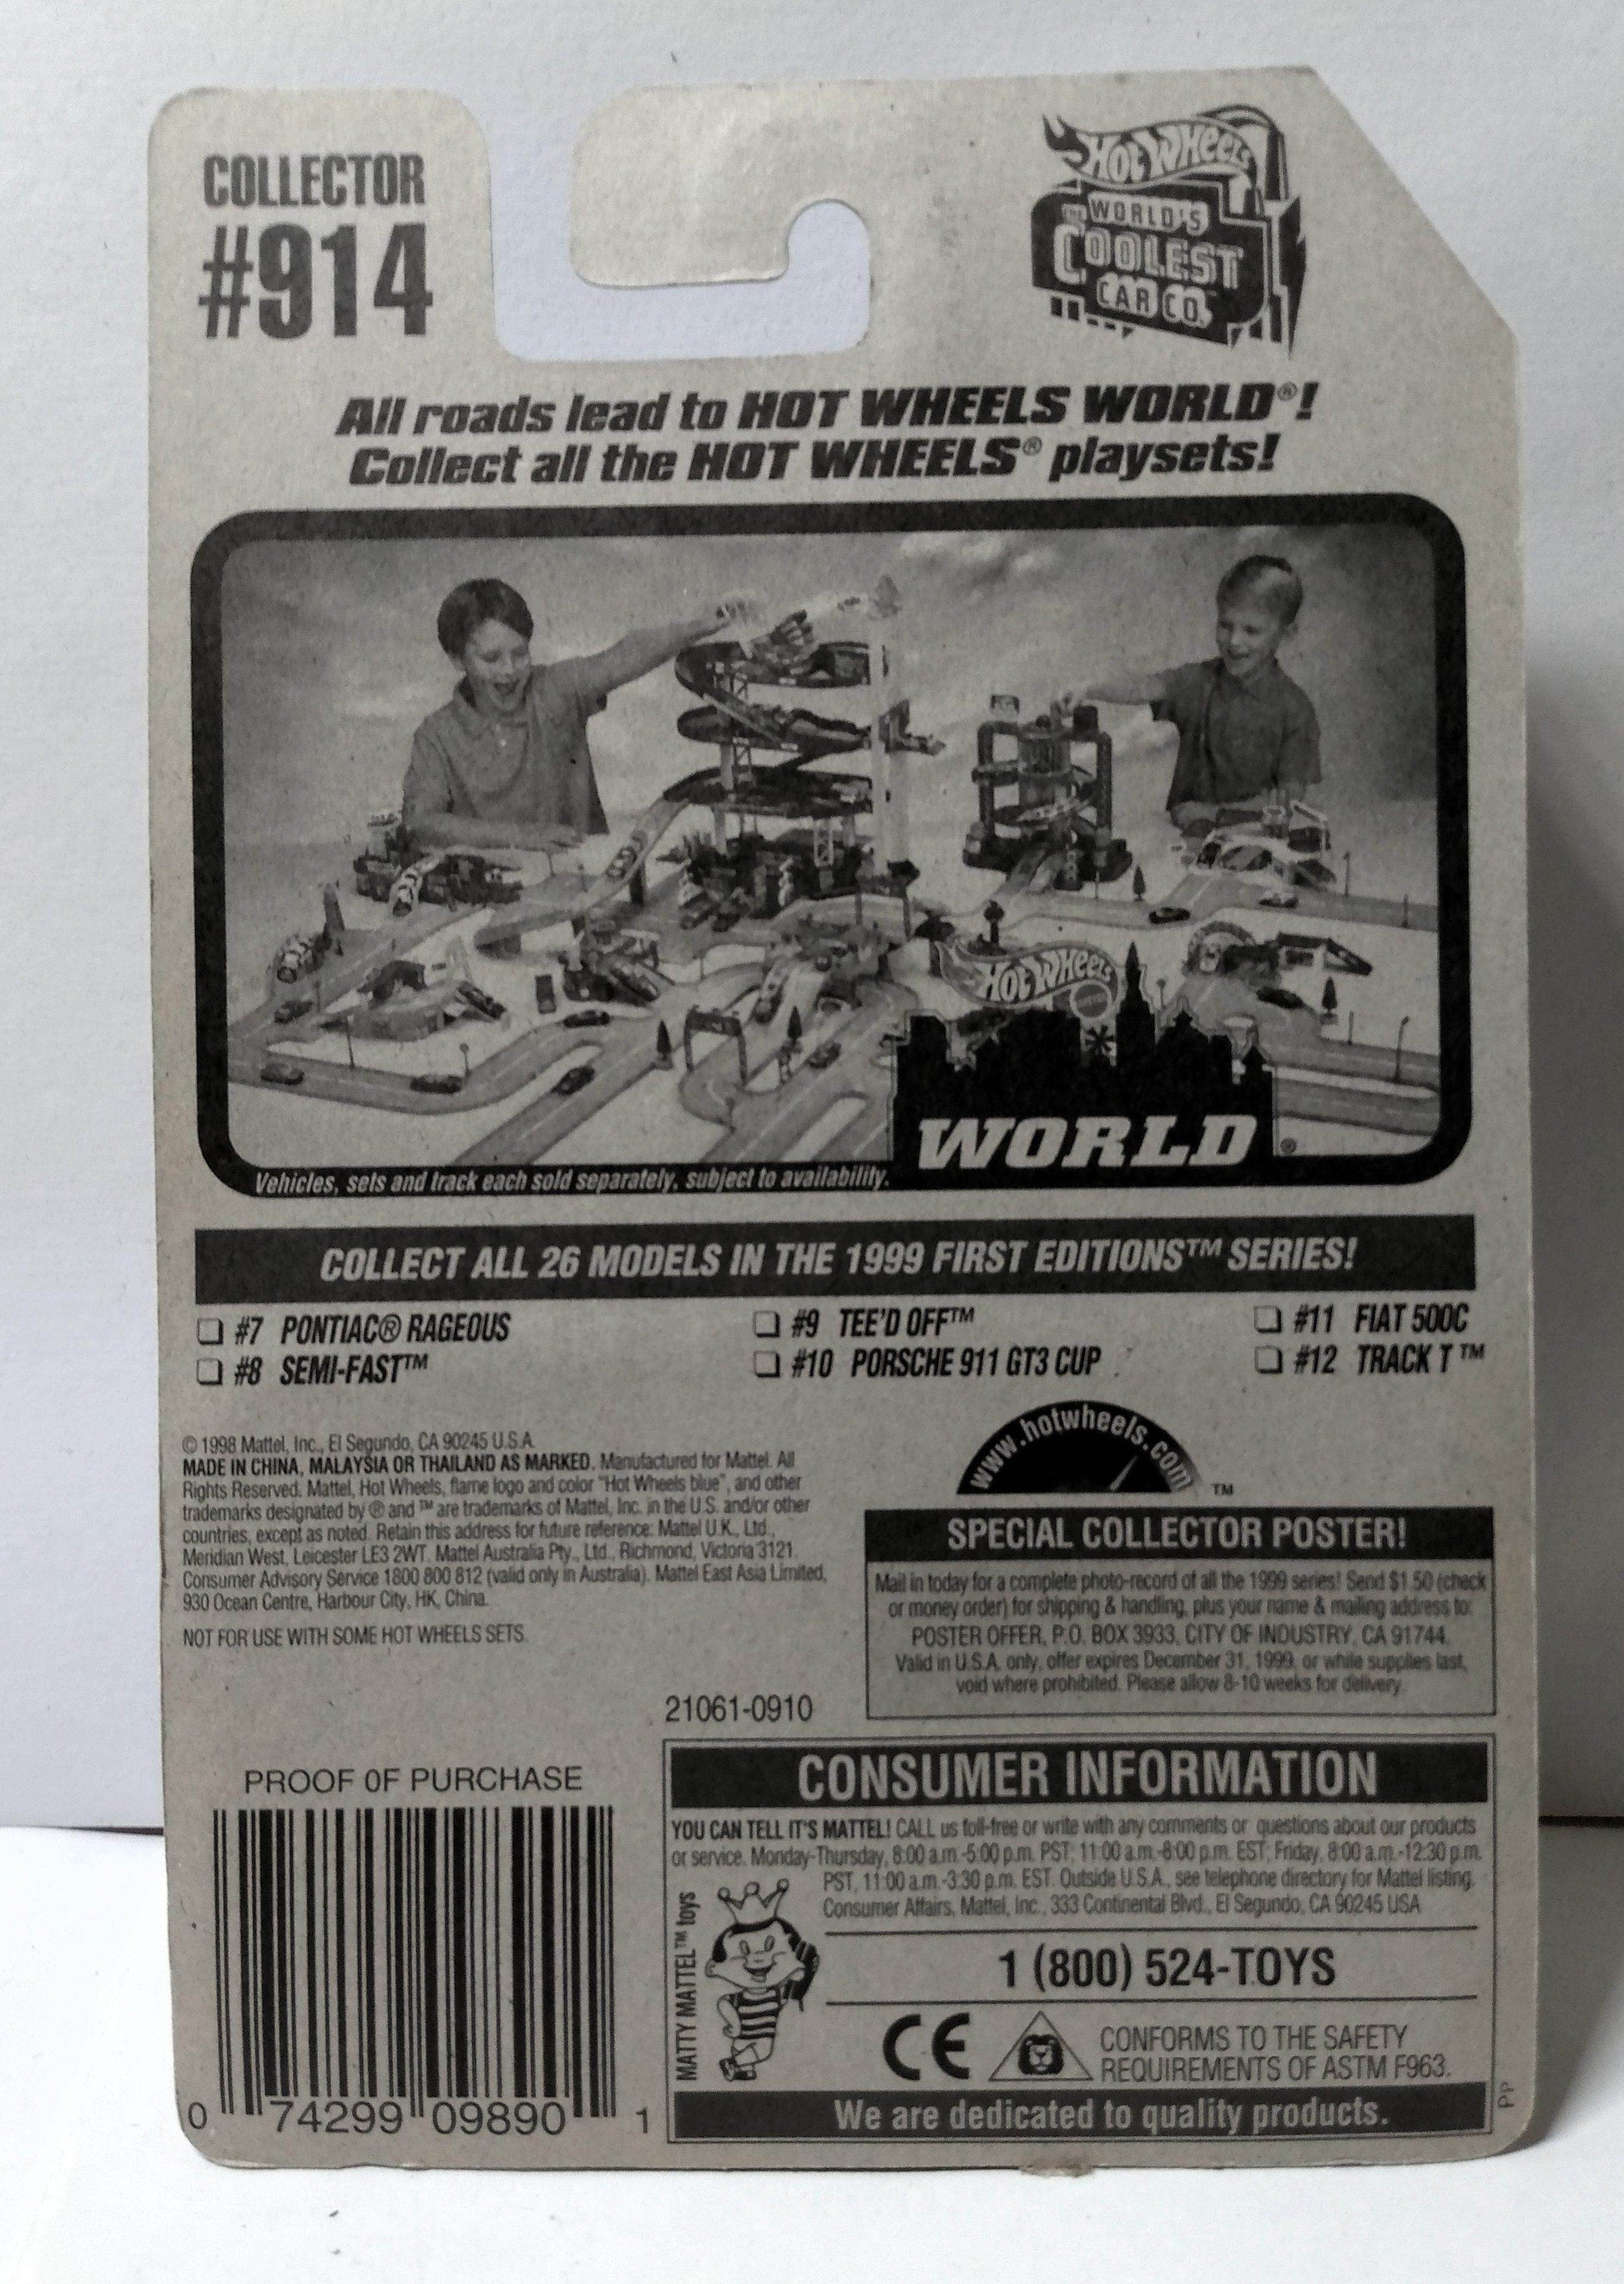 COLLECTOR
#914
HOT WHEELS
THE WORLD'S
COOLEST
CAR CO.™
All roads lead to HOT WHEELS WORLD®!
Collect all the HOT WHEELS® playsets!
HOT WHEELS
WORLD®
Vehicles, sets and track each sold separately, subject to availability.
COLLECT ALL 26 MODELS IN THE 1999 FIRST EDITIONS™ SERIES!
#7 PONTIAC® RAGEOUS
#8 SEMI-FAST™
#9 TEE'D OFF™
#10 PORSCHE 911 GT3 CUP
#11 FIAT 500C
#12 TRACK T™
© 1998 Mattel, Inc., El Segundo, CA 90245 U.S.A.
MADE IN CHINA, MALAYSIA OR THAILAND AS MARKED. Manufactured for Mattel. All
Rights Reserved. Mattel, Hot Wheels, flame logo and color "Hot Wheels blue", and other
trademarks designated by ® and ™ are trademarks of Mattel, Inc. in the U.S. and/or other
countries, except as noted. Retain this address for future reference: Mattel U.K., Ltd.,
Meridian West, Leicester LE3 2WT. Mattel Australia Pty., Ltd., Richmond, Victoria 3121.
Consumer Advisory Service 1800 800 812 (valid only in Australia). Mattel East Asia Limited,
930 Ocean Centre, Harbour City, HK, China.
NOT FOR USE WITH SOME HOT WHEELS SETS.
21061-0910
www.hotwheels.com ™
SPECIAL COLLECTOR POSTER!
Mail in today for a complete photo-record of all the 1999 series! Send $1.50 (check
or money order) for shipping & handling, plus your name & mailing address to:
POSTER OFFER, P.O. BOX 3933, CITY OF INDUSTRY, CA 91744.
Valid in U.S.A. only, offer expires December 31, 1999, or while supplies last,
void where prohibited. Please allow 8-10 weeks for delivery.
PROOF OF PURCHASE
0 74299 09890 1
CONSUMER INFORMATION
YOU CAN TELL IT'S MATTEL! CALL us toll-free or write with any comments or questions about our products
or service. Monday-Thursday, 8:00 a.m.-5:00 p.m. PST; 11:00 a.m.-8:00 p.m. EST; Friday, 8:00 a.m.-12:30 p.m.
PST, 11:00 a.m.-3:30 p.m. EST. Outside U.S.A., see telephone directory for Mattel listing.
Consumer Affairs, Mattel, Inc., 333 Continental Blvd., El Segundo, CA 90245 USA
MATTY MATTEL™ toys
1 (800) 524-TOYS
CE
CONFORMS TO THE SAFETY
REQUIREMENTS OF ASTM F963.
We are dedicated to quality products.
PP